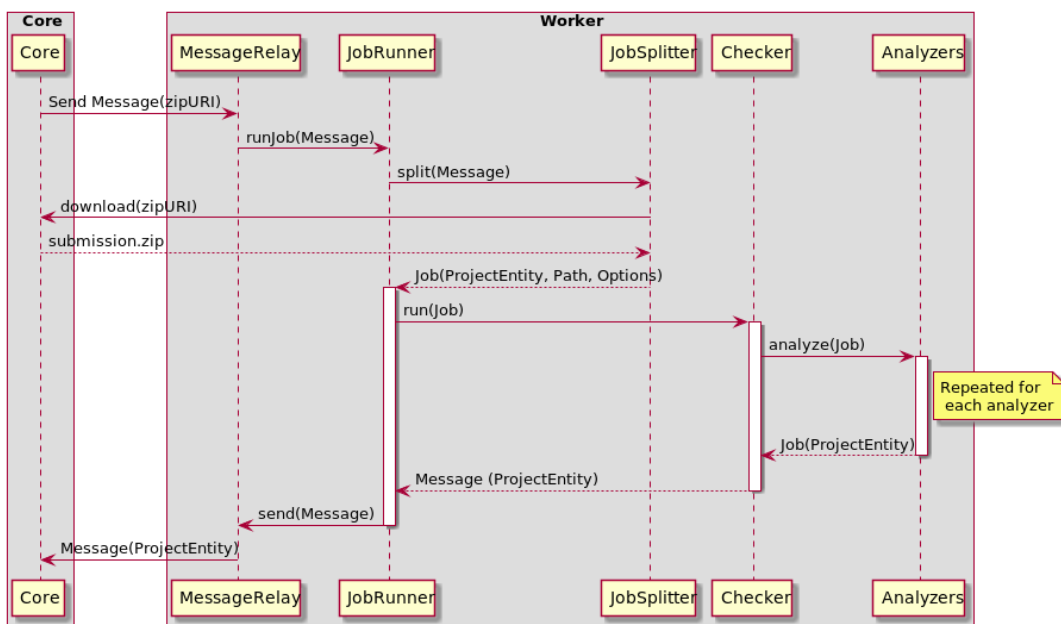 Core
Worker
Core
MessageRelay
JobRunner
JobSplitter
Checker
Analyzers
Send Message(zipURI)
runJob(Message)
split(Message)
download(zipURI)
submission.zip
Job(ProjectEntity, Path, Options)
run(Job)
analyze(Job)
Repeated for
each analyzer
Job(ProjectEntity)
Message (ProjectEntity)
send(Message)
Message(ProjectEntity)
Core
MessageRelay
JobRunner
JobSplitter
Checker
Analyzers